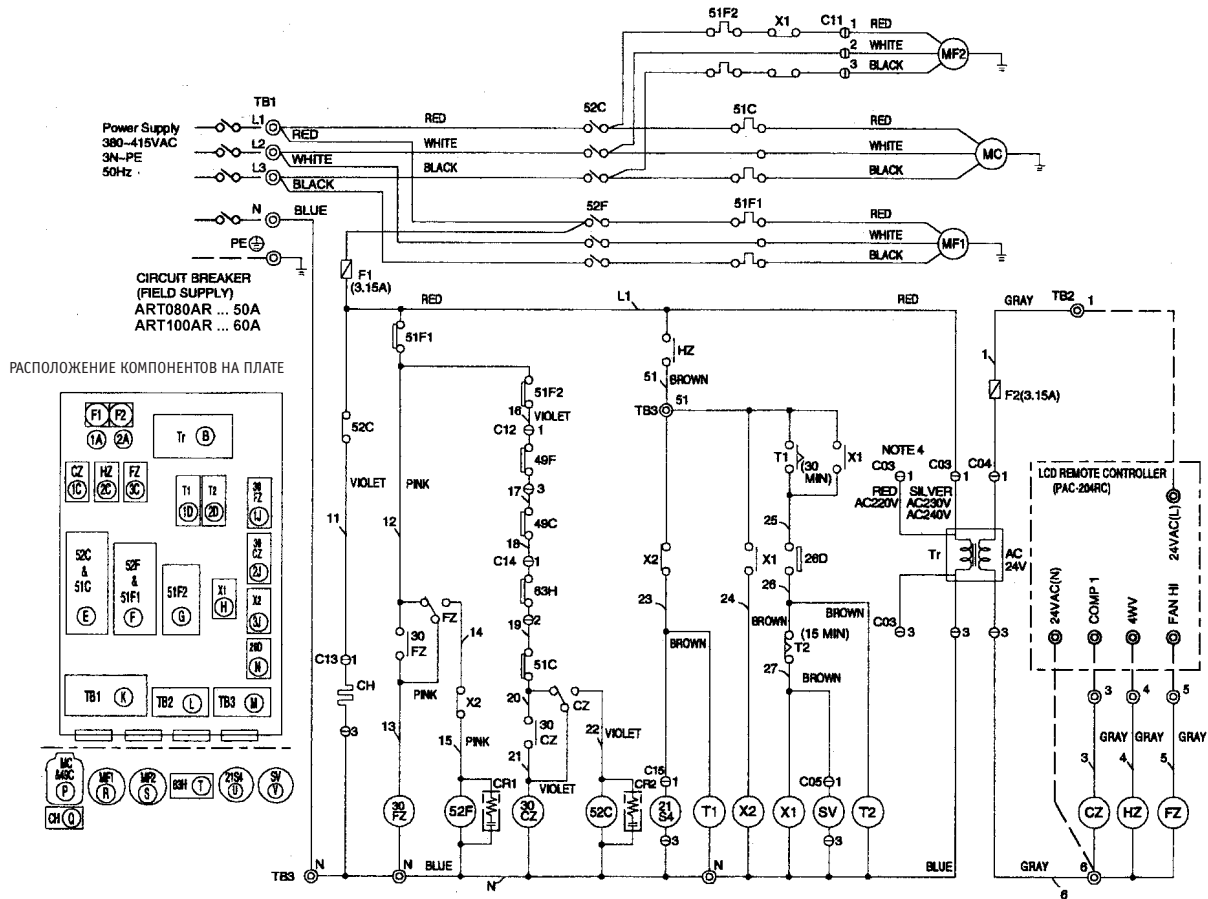 51F2
X1
C11
1
RED
2
WHITE
3
BLACK
MF2
TB1
Power Supply
380~415VAC
3N~PE
50Hz
L1
L2
L3
N
PE
RED
WHITE
BLACK
BLUE
RED
WHITE
BLACK
52C
51C
RED
WHITE
BLACK
MC
52F
51F1
RED
WHITE
BLACK
MF1
CIRCUIT BREAKER
(FIELD SUPPLY)
ART080AR ... 50A
ART100AR ... 60A
F1
(3.15A)
RED
L1
RED
GRAY
TB2
1
РАСПОЛОЖЕНИЕ КОМПОНЕНТОВ НА ПЛАТЕ
F1
F2
1A
2A
Tr
B
CZ
1C
HZ
2C
FZ
3C
T1
1D
T2
2D
30
FZ
1J
30
CZ
2J
X2
3J
26D
N
52C
&
51C
E
52F
&
51F1
F
51F2
G
X1
H
TB1
K
TB2
L
TB3
M
MC
&49C
P
MF1
R
MF2
S
63H
T
21S4
U
SV
V
CH
Q
52C
VIOLET
11
C13
1
CH
3
51F1
PINK
12
FZ
30
FZ
PINK
13
30
FZ
14
X2
15
PINK
52F
CR1
51F2
16
VIOLET
C12
1
49F
17
3
49C
18
C14
1
63H
19
2
51C
20
CZ
30
CZ
21
VIOLET
22
VIOLET
30
CZ
52C
CR2
HZ
51
BROWN
TB3
51
X2
23
BROWN
C15
1
21
S4
3
T1
X1
24
X2
T1
(30
MIN)
X1
25
26D
26
BROWN
BROWN
(15 MIN)
T2
27
BROWN
X1
C05
1
SV
3
T2
NOTE 4
C03
1
C03
1
C04
1
RED
AC220V
SILVER
AC230V
AC240V
Tr
AC
24V
C03
3
3
3
1
F2(3.15A)
LCD REMOTE CONTROLLER
(PAC-204RC)
24VAC(L)
24VAC(N)
COMP 1
4WV
FAN HI
3
4
5
GRAY
GRAY
GRAY
3
4
5
CZ
HZ
FZ
TB3
N
N
BLUE
N
N
BLUE
GRAY
6
6